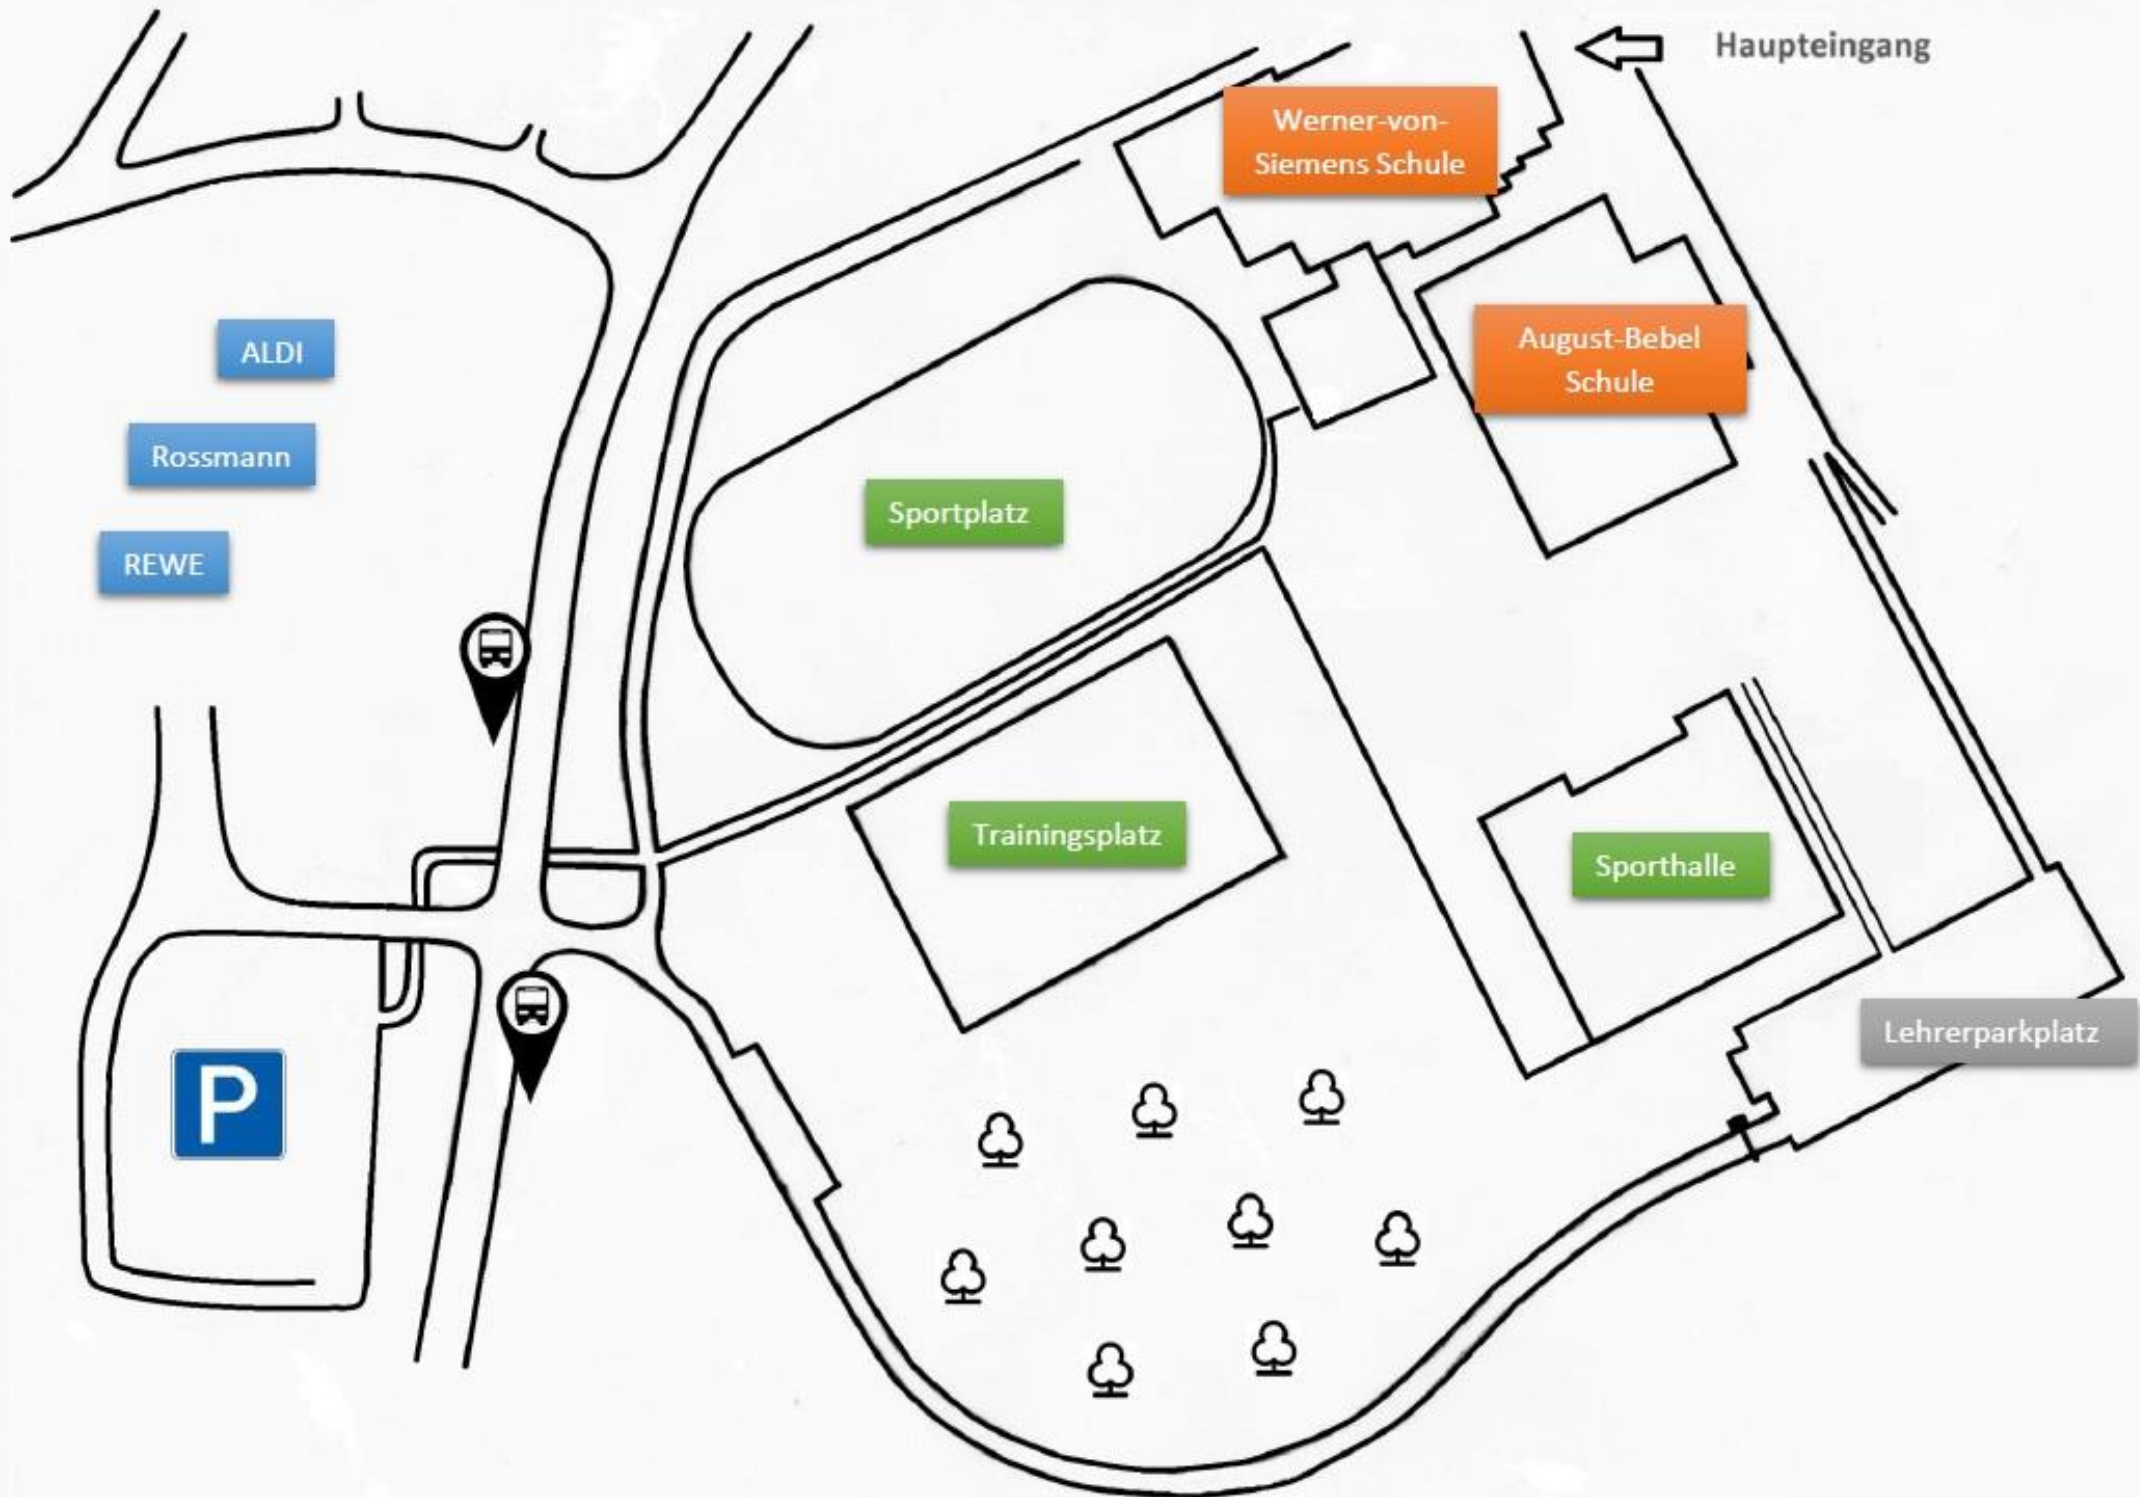 Haupteingang
Werner-von-
Siemens Schule
August-Bebel
Schule
ALDI
Rossmann
REWE
Sportplatz
Trainingsplatz
Sporthalle
Lehrerparkplatz
P